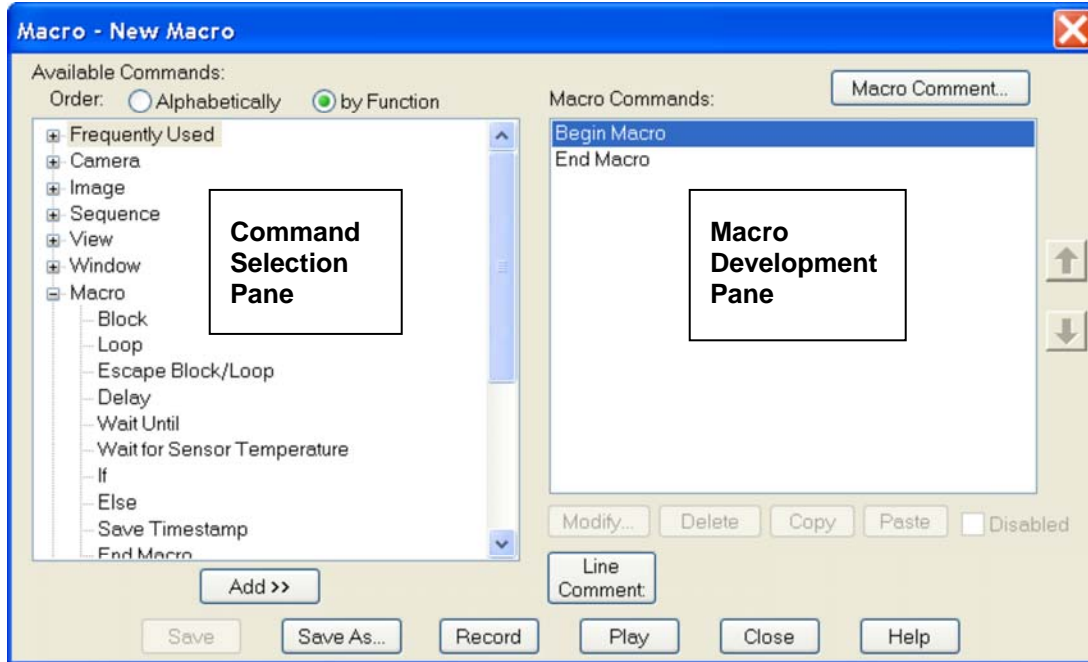 Macro - New Macro
Available Commands:
Order: Alphabetically by Function
Frequently Used
Camera
Image
Sequence
View
Window
Macro
Block
Loop
Escape Block/Loop
Delay
Wait Until
Wait for Sensor Temperature
If
Else
Save Timestamp
End Macro
Command
Selection
Pane
Add >>
Macro Commands:
Macro Comment...
Begin Macro
End Macro
Macro
Development
Pane
Modify... Delete Copy Paste Disabled
Line
Comment:
Save Save As... Record Play Close Help